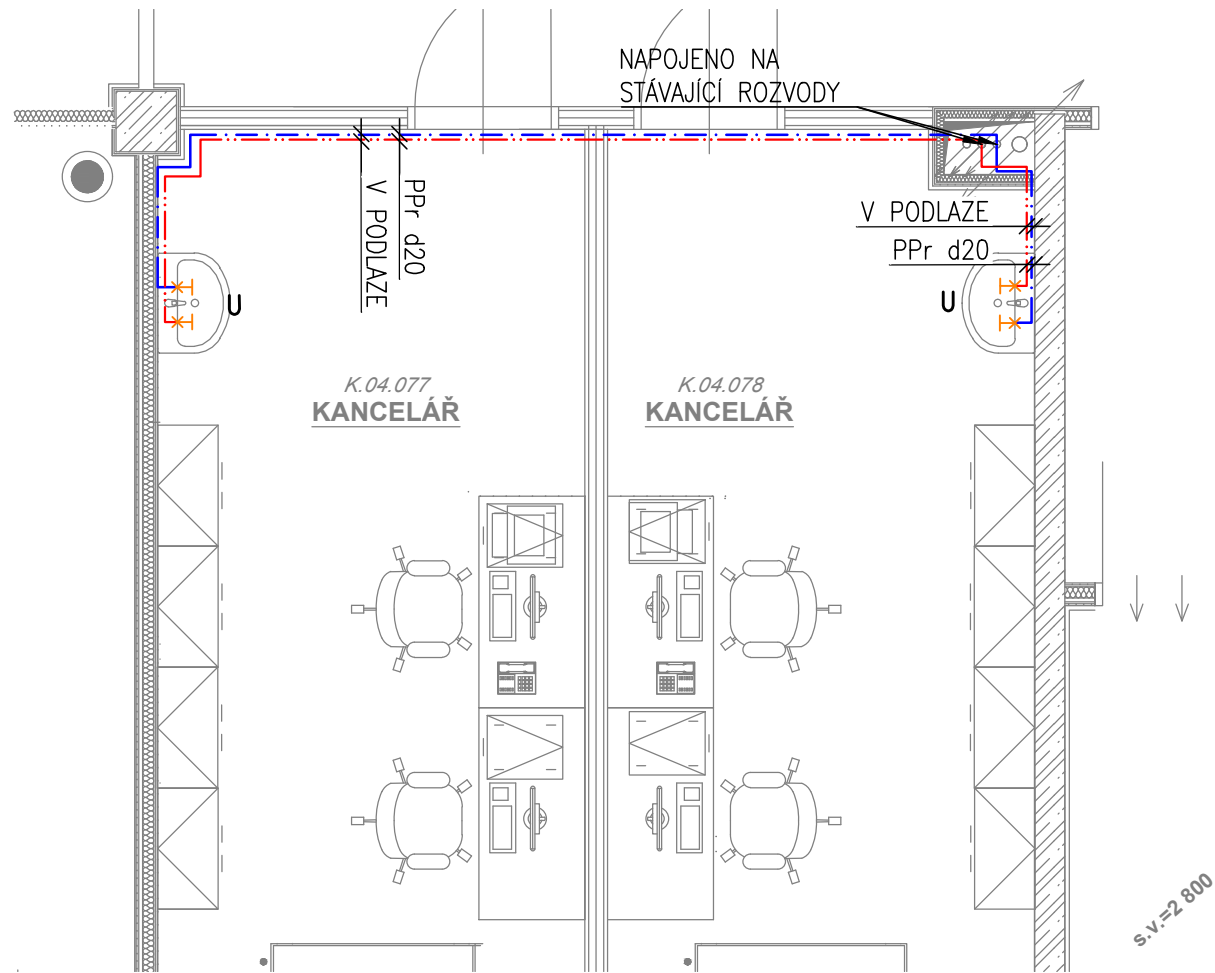 NAPOJENO NA
STÁVAJÍCÍ ROZVODY
PPr d20
V PODLAZE
V PODLAZE
PPr d20
U
U
K.04.077
KANCELÁŘ
K.04.078
KANCELÁŘ
s.v.=2 800